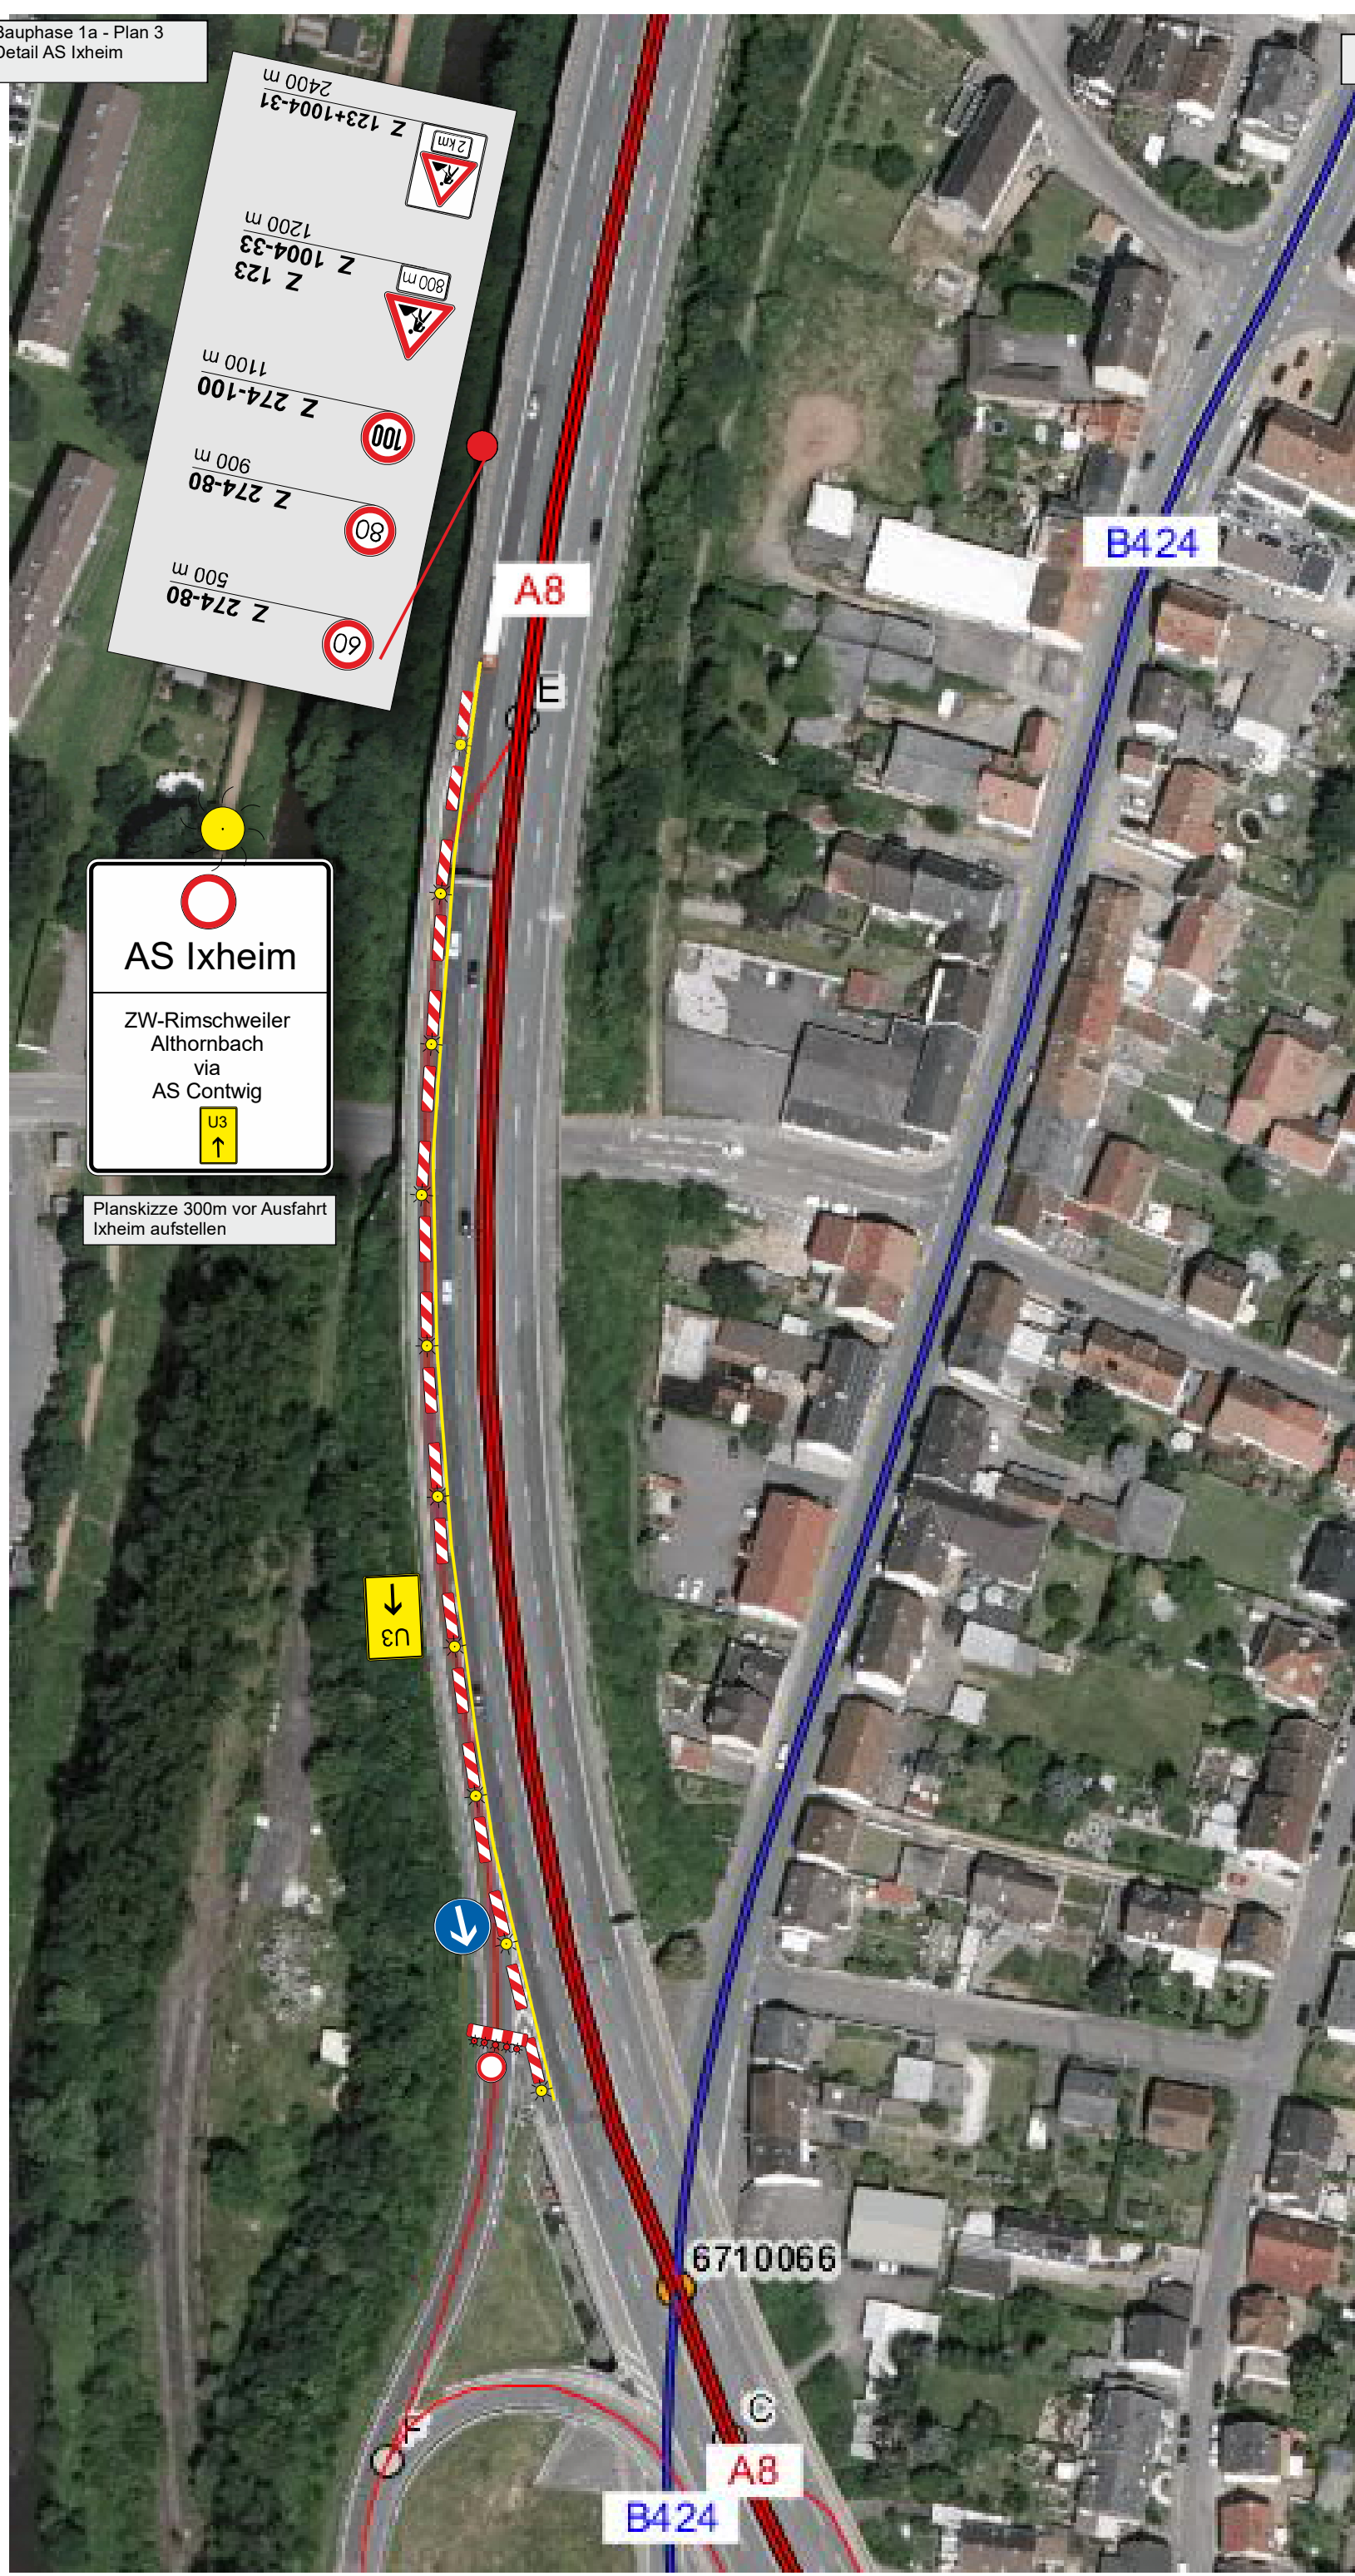 Bauphase 1a - Plan 3
Detail AS Ixheim
2 km
Z 123+1004-31
2400 m
800 m
Z 123
Z 1004-33
1200 m
100
Z 274-100
1100 m
80
Z 274-80
900 m
60
Z 274-80
500 m
A8
B424
E
AS Ixheim
ZW-Rimschweiler
Althornbach
via
AS Contwig
U3
Planskizze 300m vor Ausfahrt
Ixheim aufstellen
U3
6710066
C
F
A8
B424